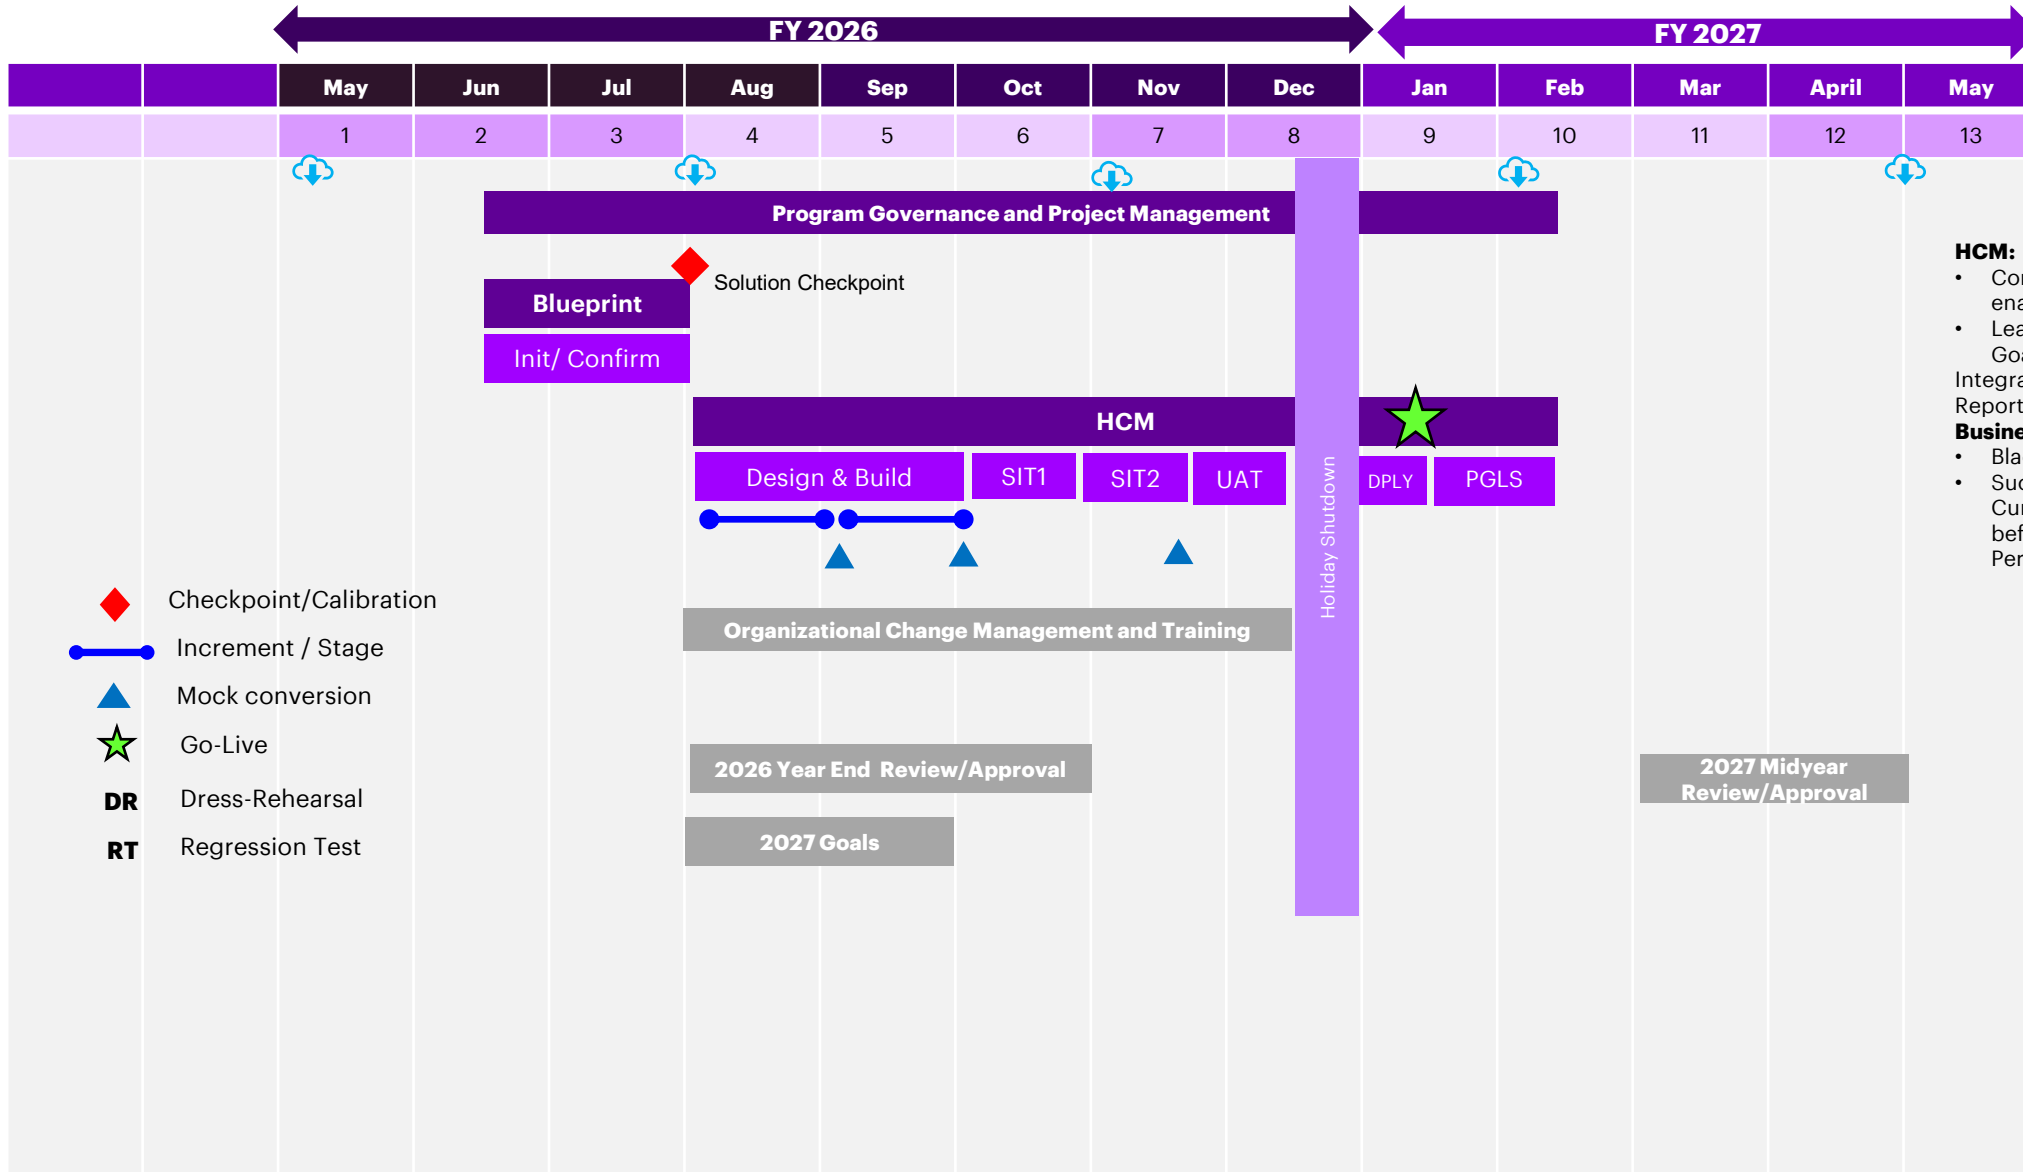 FY 2026
FY 2027
May Jun Jul Aug Sep Oct Nov Dec Jan Feb Mar April May
1 2 3 4 5 6 7 8 9 10 11 12 13
Program Governance and Project Management
Solution Checkpoint
Blueprint
Init/ Confirm
HCM
Design & Build
SIT1
SIT2
UAT
DPLY
PGLS
Holiday Shutdown
Organizational Change Management and Training
2026 Year End Review/Approval
2027 Goals
2027 Midyear
Review/Approval
Checkpoint/Calibration
Increment / Stage
Mock conversion
Go-Live
DR Dress-Rehearsal
RT Regression Test
HCM: